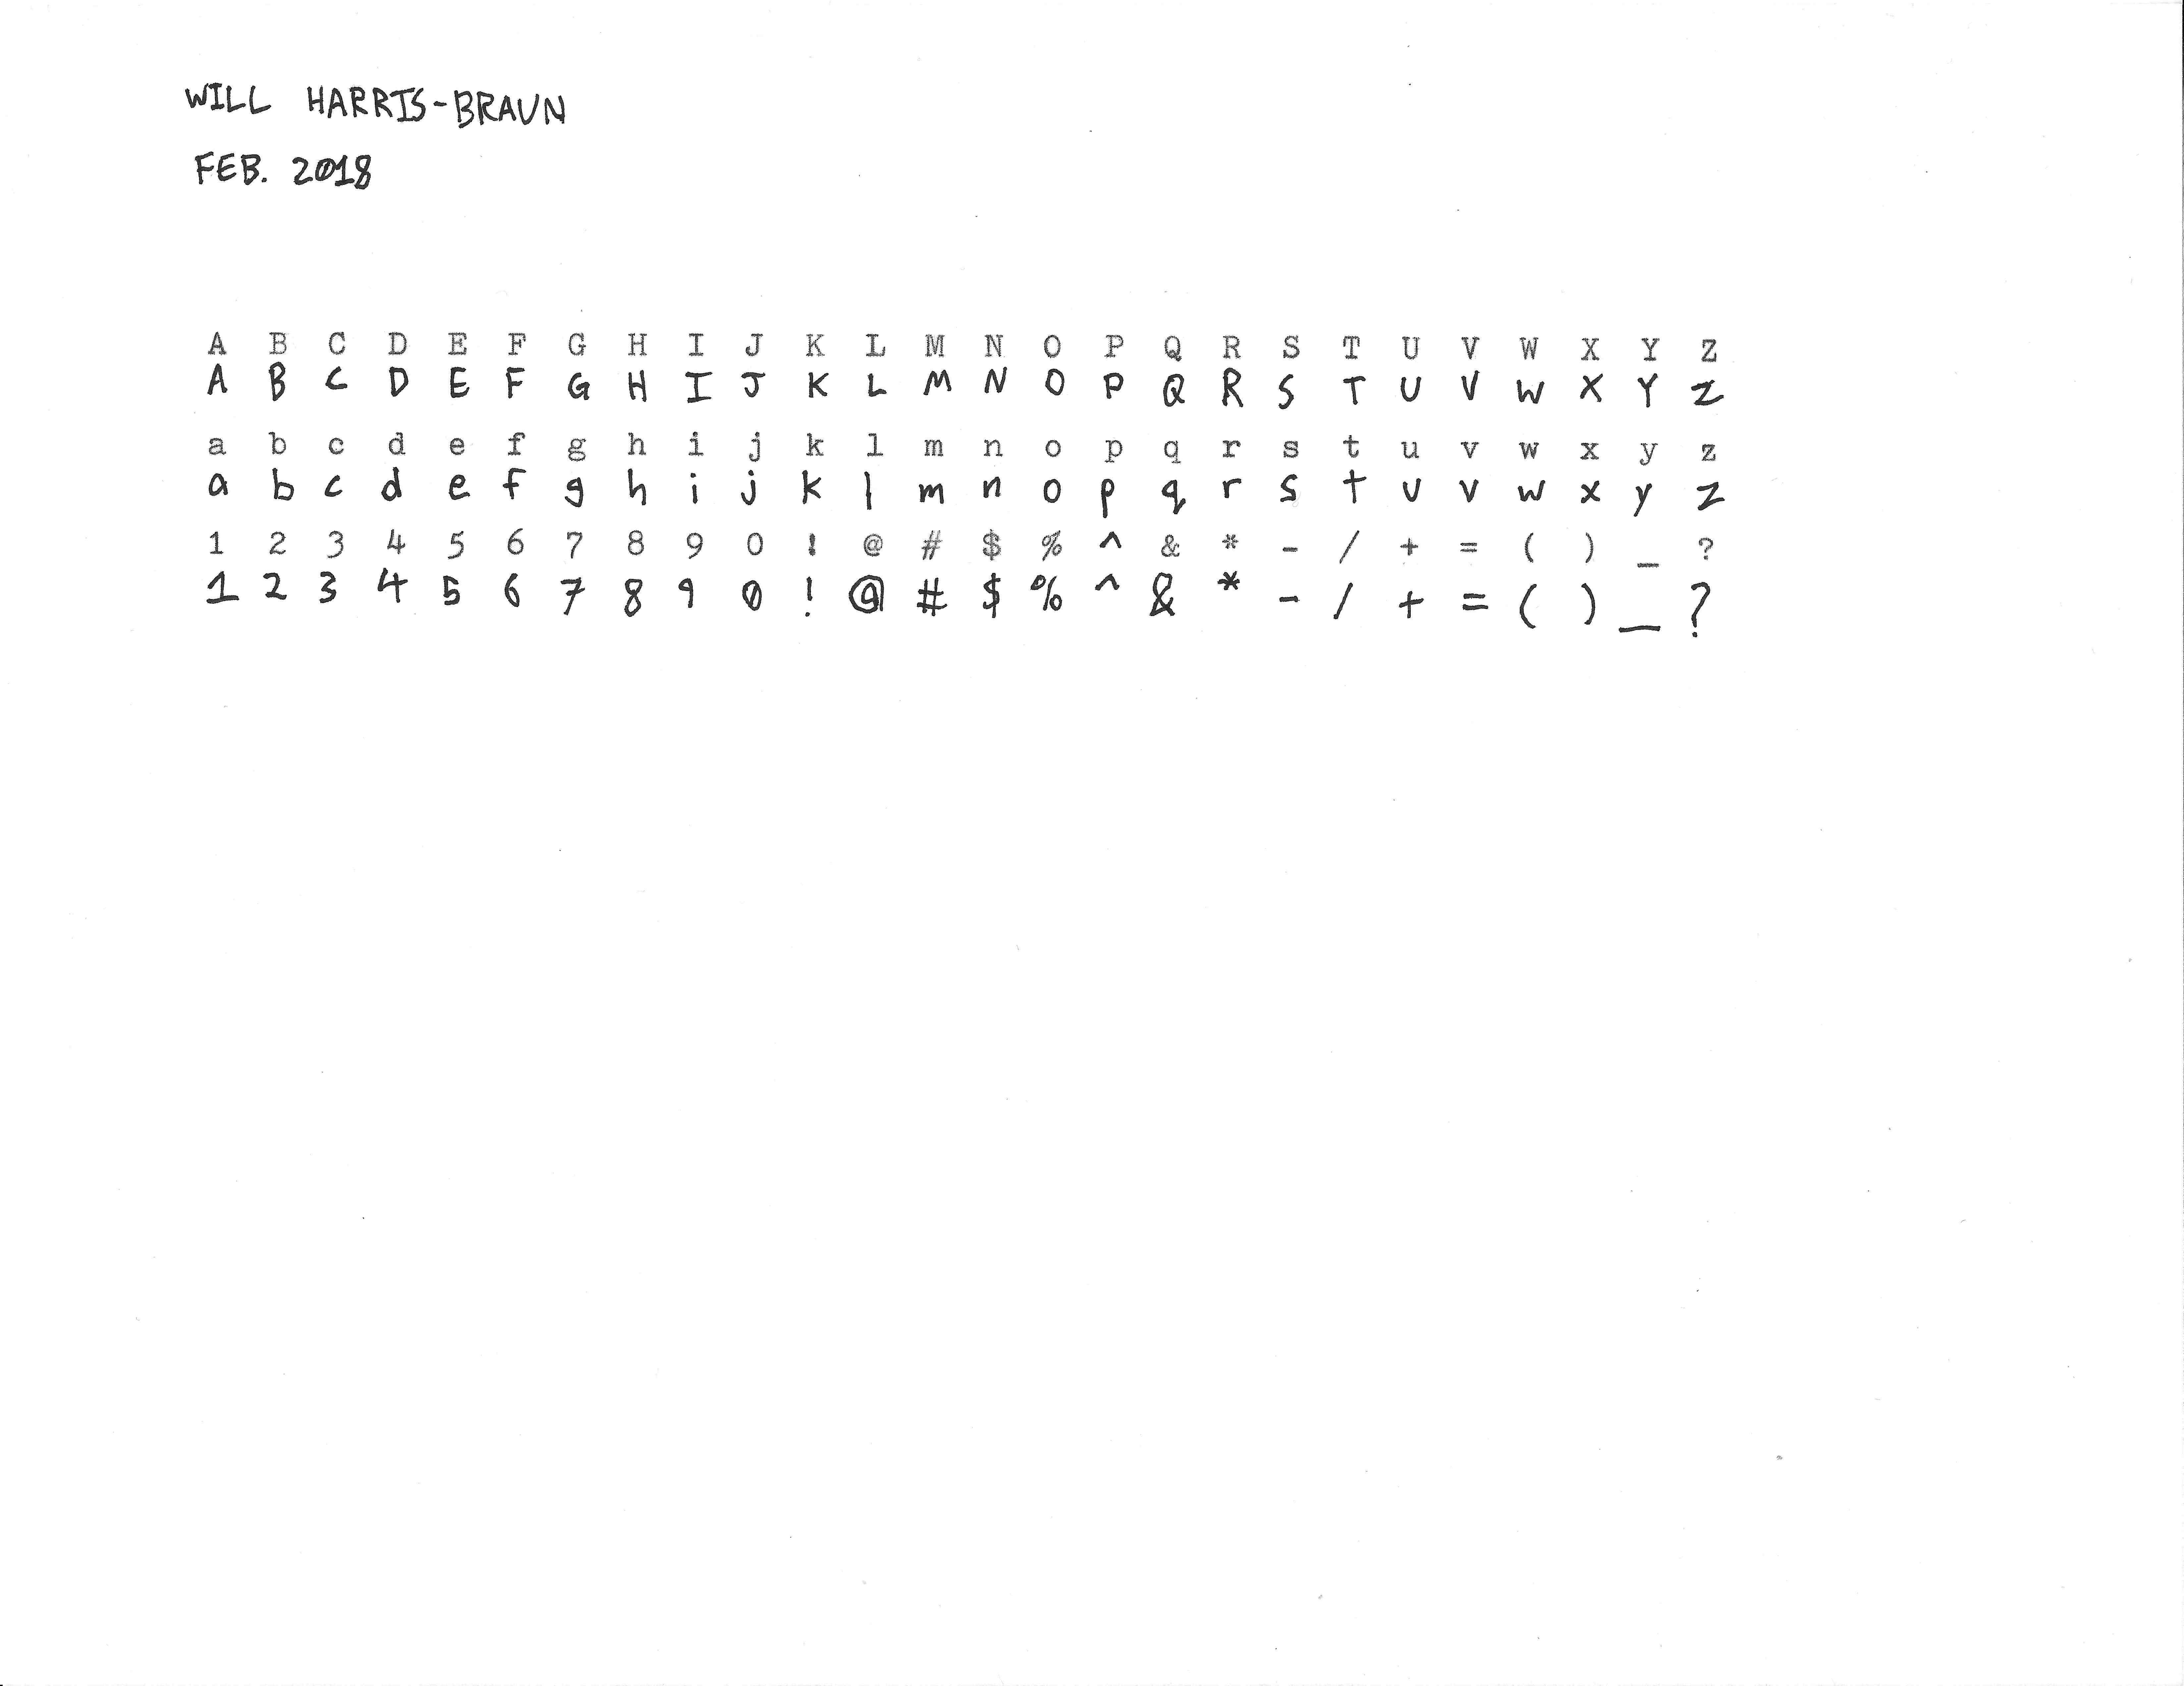 WILL HARRIS-BRAUN
FEB. 2018
A B C D E F G H I J K L M N O P Q R S T U V W X Y Z
A B C D E F G H I J K L M N O P Q R S T U V W X Y Z
a b c d e f g h i j k l m n o p q r s t u v w x y z
a b c d e f g h i j k l m n o p q r s t u v w x y z
1 2 3 4 5 6 7 8 9 0 ! @ # $ % ^ & * - / + = ( ) _ ?
1 2 3 4 5 6 7 8 9 0 ! @ # $ % ^ & * - / + = ( ) _ ?